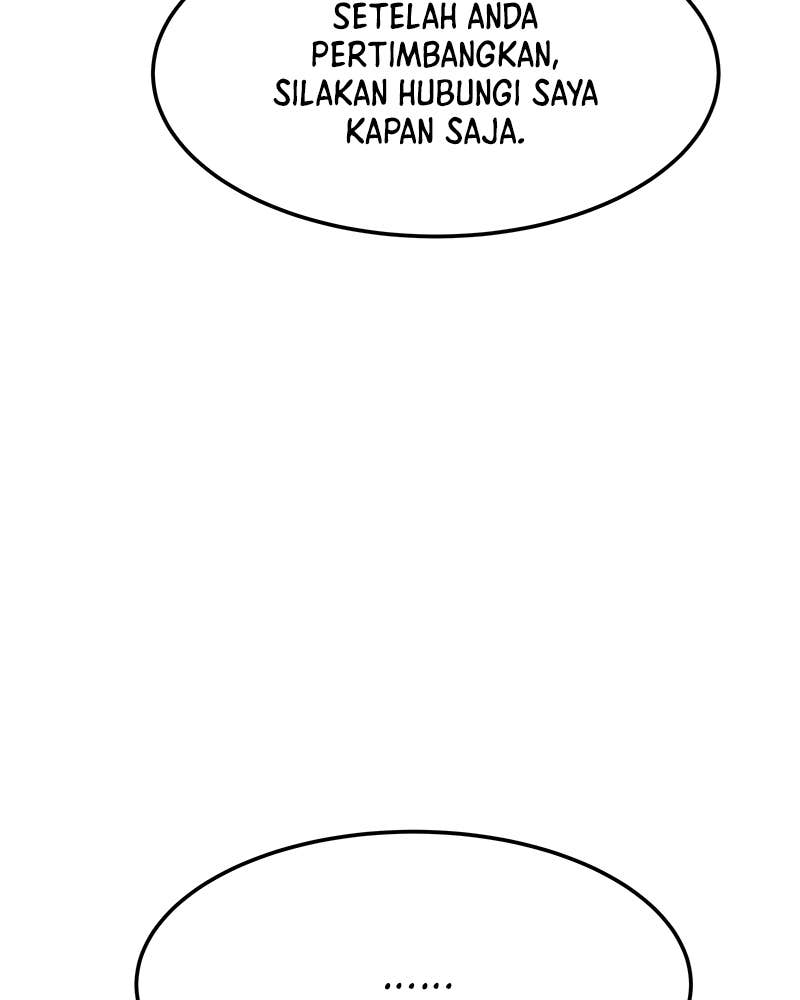 SETELAH ANDA
PERTIMBANGKAN,
SILAKAN HUBUNGI SAYA
KAPAN SAJA.
......